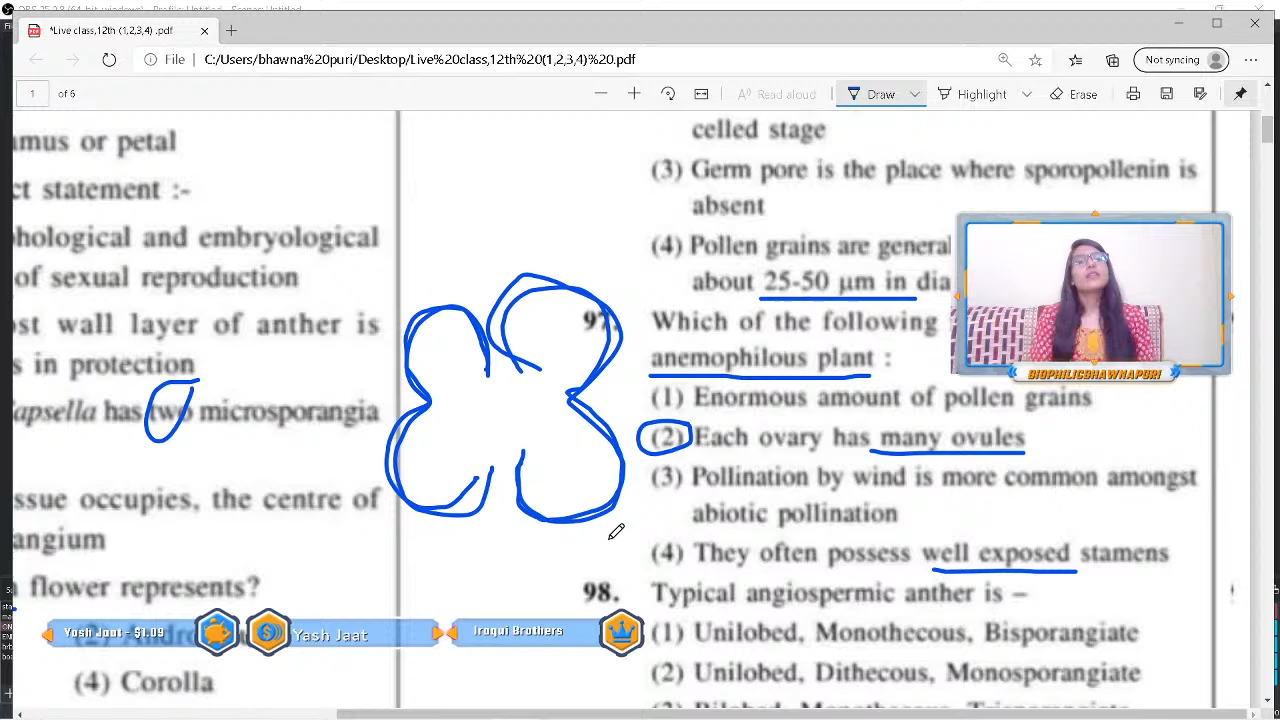 *Live class,12th (1,2,3,4) .pdf
File
C:/Users/bhawna%20puri/Desktop/Live%20class,12th%20(1,2,3,4)%20.pdf
Not syncing
1 of 6
Read aloud
Draw
Highlight
Erase
amus or petal
ct statement :-
phological and embryological
of sexual reproduction
st wall layer of anther is
s in protection
apsella has two microsporangia
ssue occupies, the centre of
angium
flower represents?
(4) Corolla
celled stage
(3) Germ pore is the place where sporopollenin is
absent
(4) Pollen grains are general
about 25-50 µm in dia
97. Which of the following
anemophilous plant :
(1) Enormous amount of pollen grains
(2) Each ovary has many ovules
(3) Pollination by wind is more common amongst
abiotic pollination
(4) They often possess well exposed stamens
98. Typical angiospermic anther is –
(1) Unilobed, Monothecous, Bisporangiate
(2) Unilobed, Dithecous, Monosporangiate
BIOPHILICBHAWNAPURI
Yash Jaat - $1.09
Yash Jaat
Iraqui Brothers